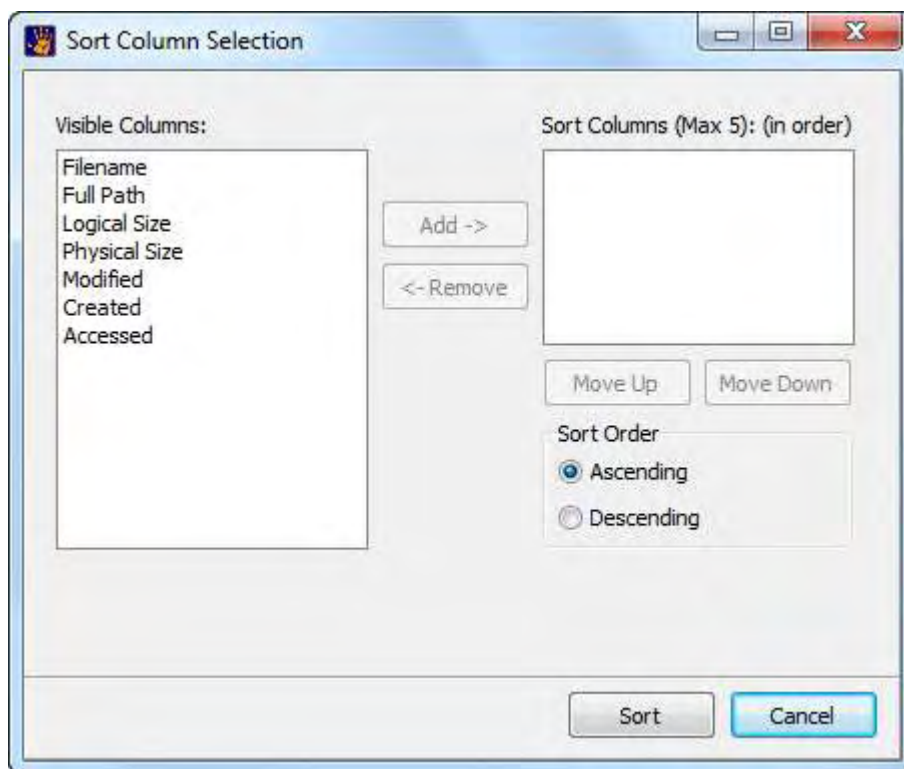 Sort Column Selection
Visible Columns:
Filename
Full Path
Logical Size
Physical Size
Modified
Created
Accessed
Add ->
<- Remove
Sort Columns (Max 5): (in order)
Move Up
Move Down
Sort Order
Ascending
Descending
Sort
Cancel